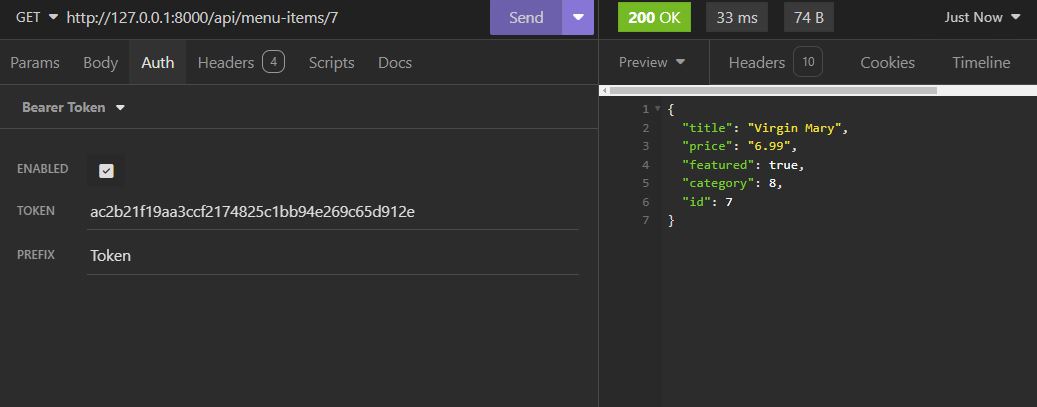 GET http://127.0.0.1:8000/api/menu-items/7 Send 200 OK 33 ms 74 B Just Now
Params Body Auth Headers 4 Scripts Docs Preview Headers 10 Cookies Timeline
Bearer Token
ENABLED
TOKEN ac2b21f19aa3ccf2174825c1bb94e269c65d912e
PREFIX Token
1 {
2 "title": "Virgin Mary",
3 "price": "6.99",
4 "featured": true,
5 "category": 8,
6 "id": 7
7 }